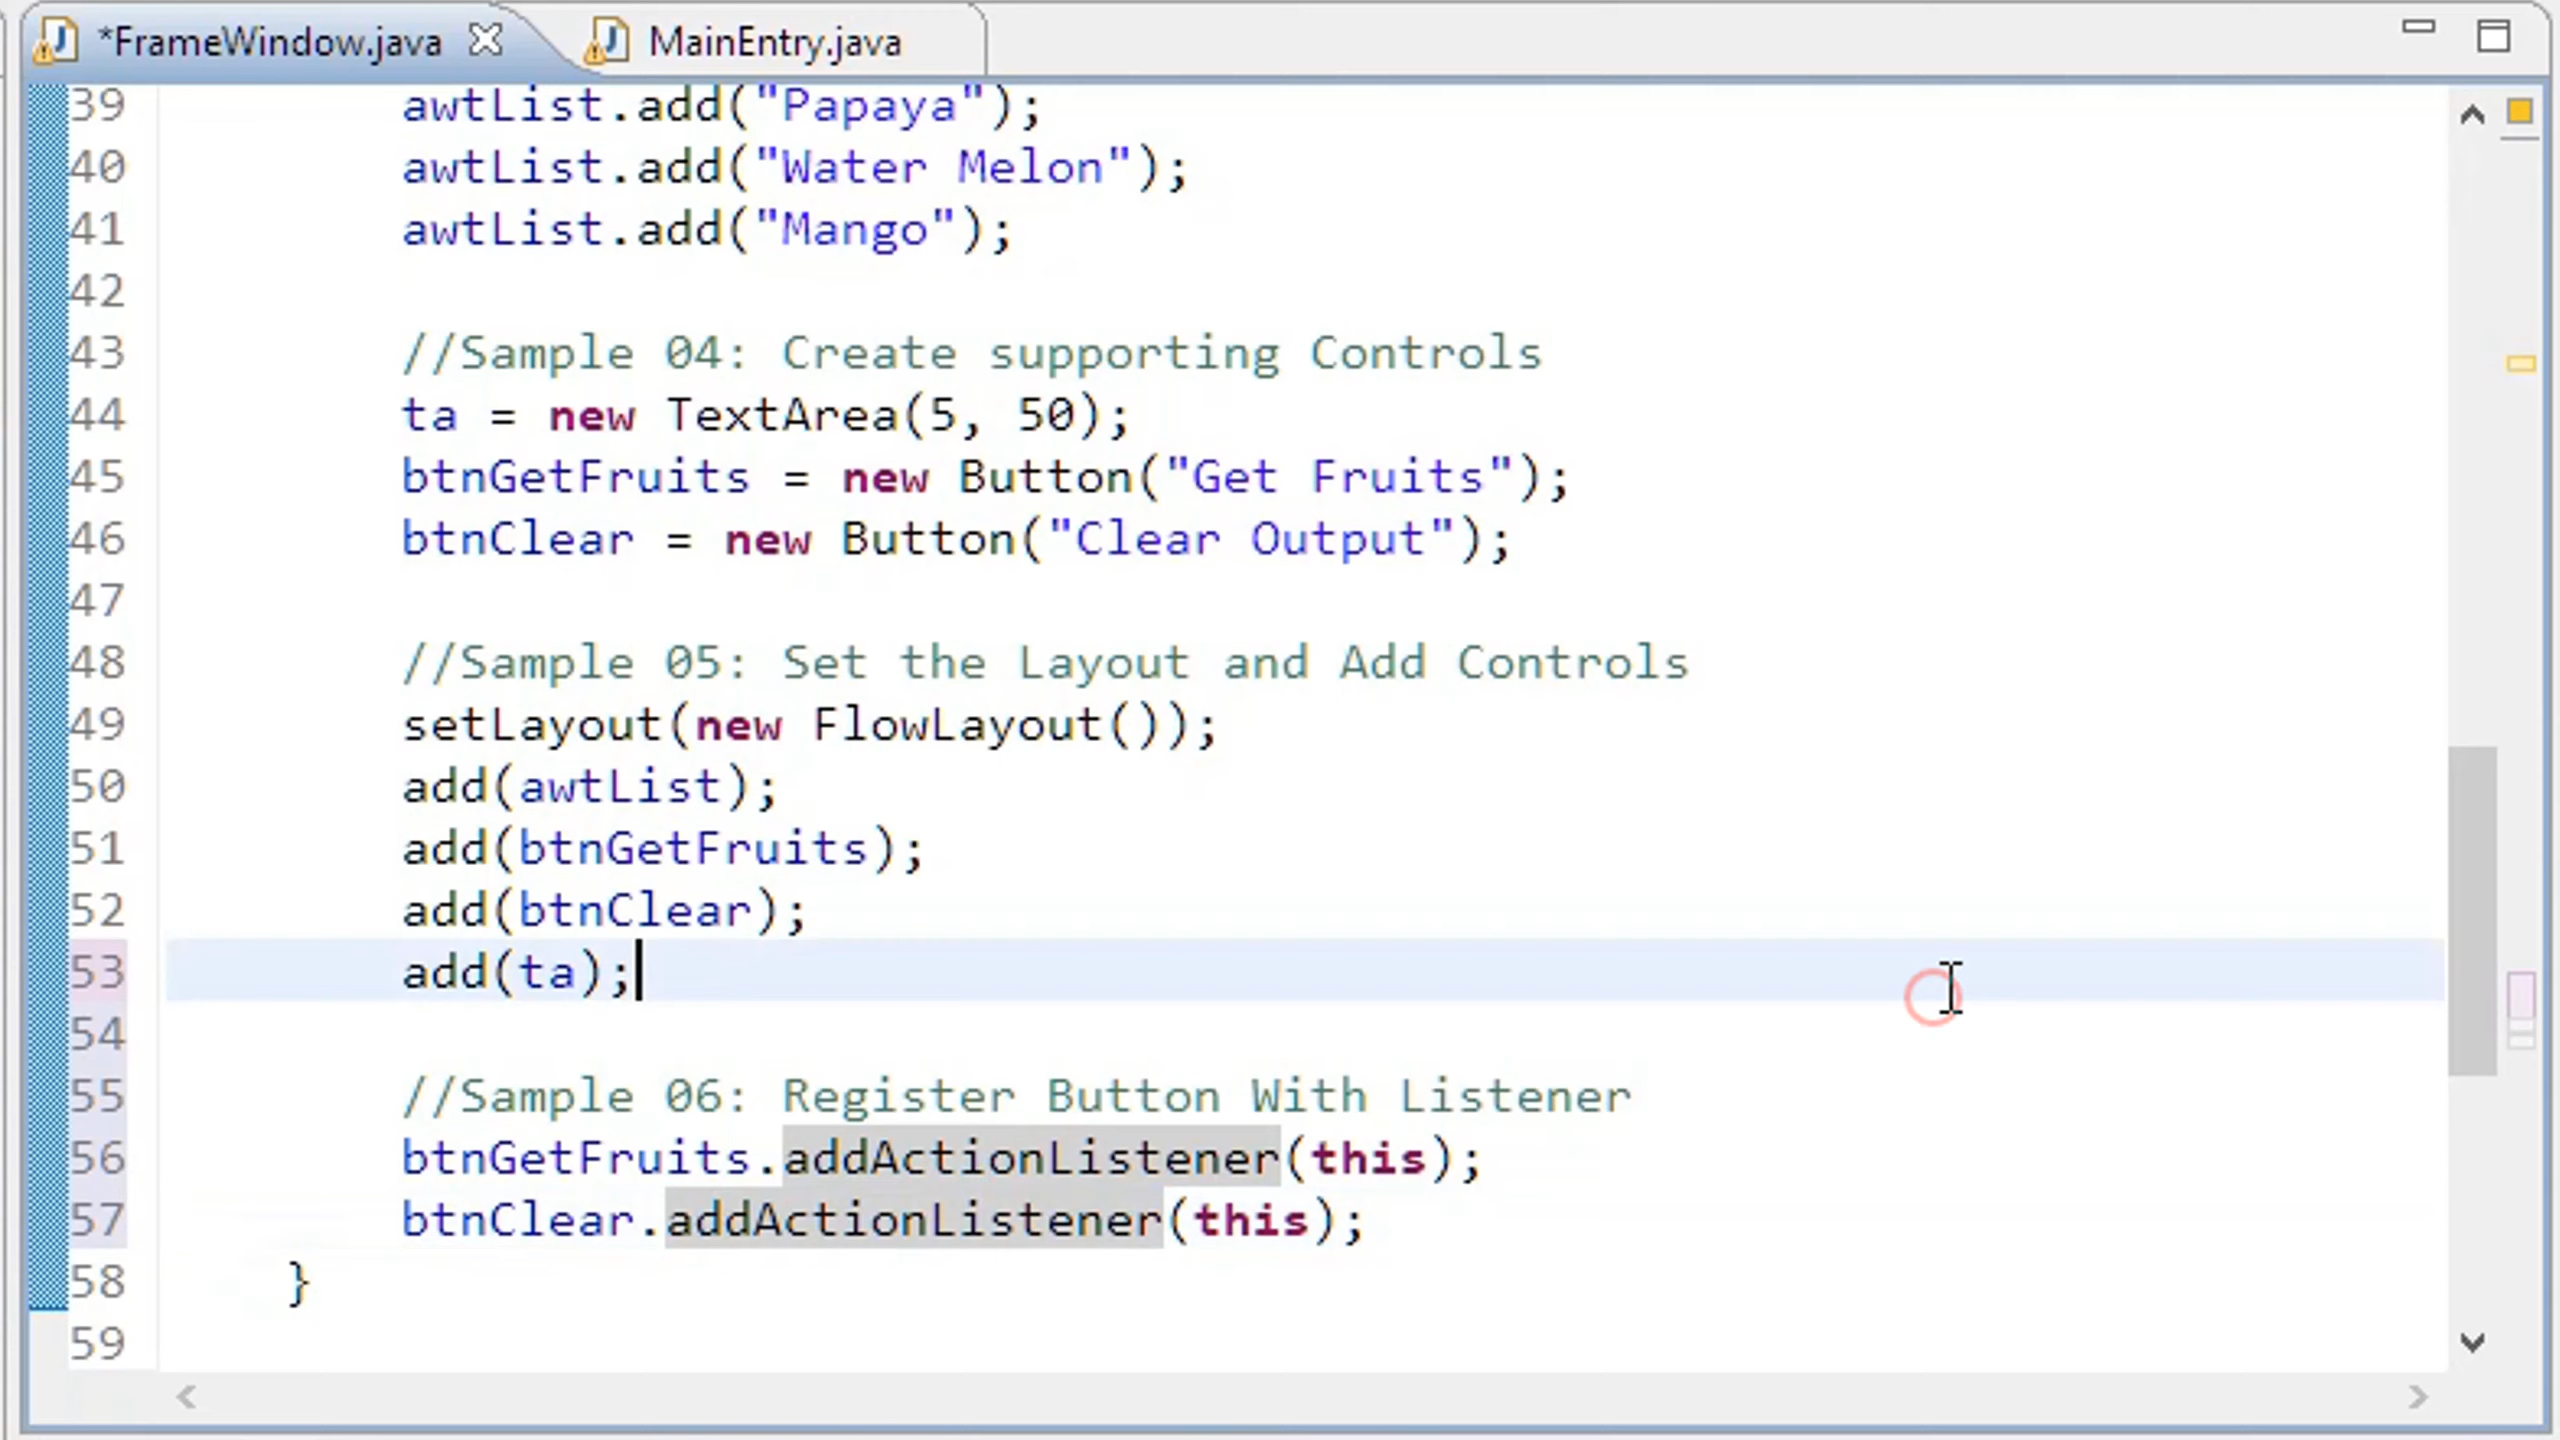 *FrameWindow.java MainEntry.java
39 awtList.add("Papaya");
40 awtList.add("Water Melon");
41 awtList.add("Mango");
42
43 //Sample 04: Create supporting Controls
44 ta = new TextArea(5, 50);
45 btnGetFruits = new Button("Get Fruits");
46 btnClear = new Button("Clear Output");
47
48 //Sample 05: Set the Layout and Add Controls
49 setLayout(new FlowLayout());
50 add(awtList);
51 add(btnGetFruits);
52 add(btnClear);
53 add(ta);
54
55 //Sample 06: Register Button With Listener
56 btnGetFruits.addActionListener(this);
57 btnClear.addActionListener(this);
58 }
59